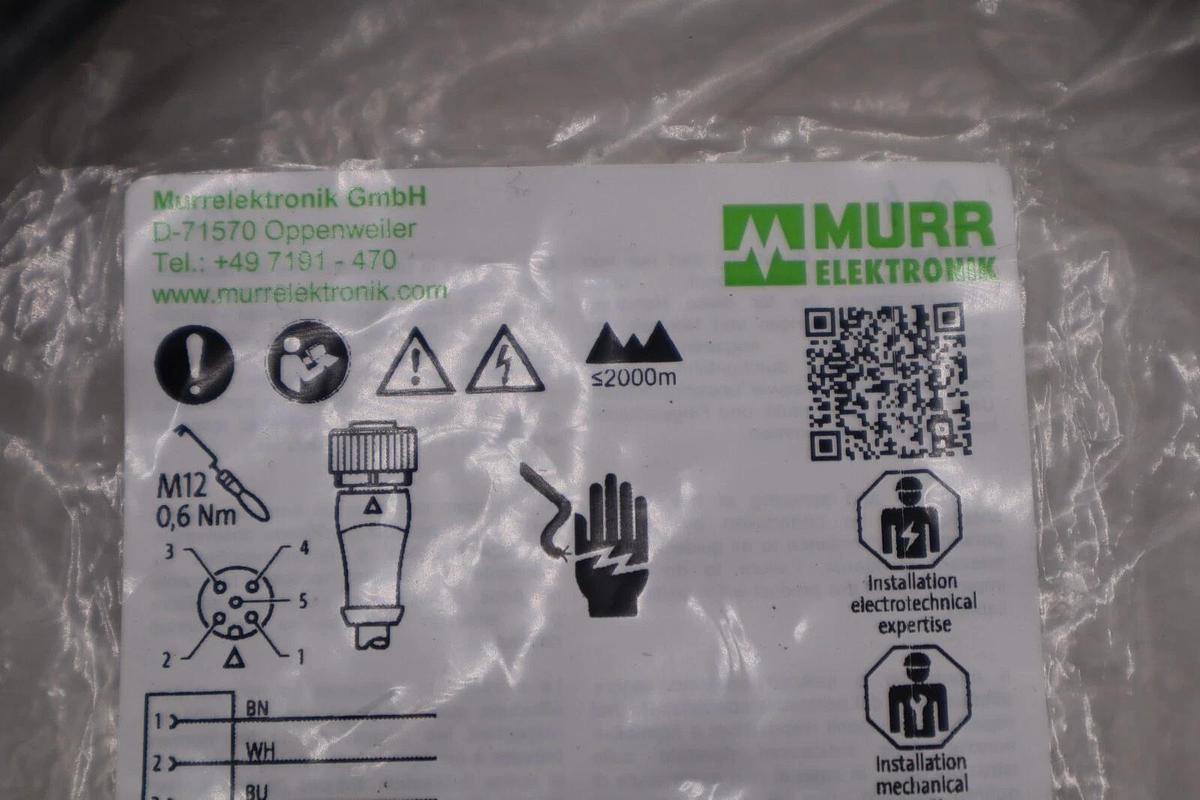 Murrelektronik GmbH
D-71570 Oppenweiler
Tel.: +49 7191 - 470
www.murrelektronik.com
MURR
ELEKTRONIK
≤2000m
M12
0,6 Nm
3
4
5
2
1
Installation
electrotechnical
expertise
1
BN
2
WH
BU
Installation
mechanical